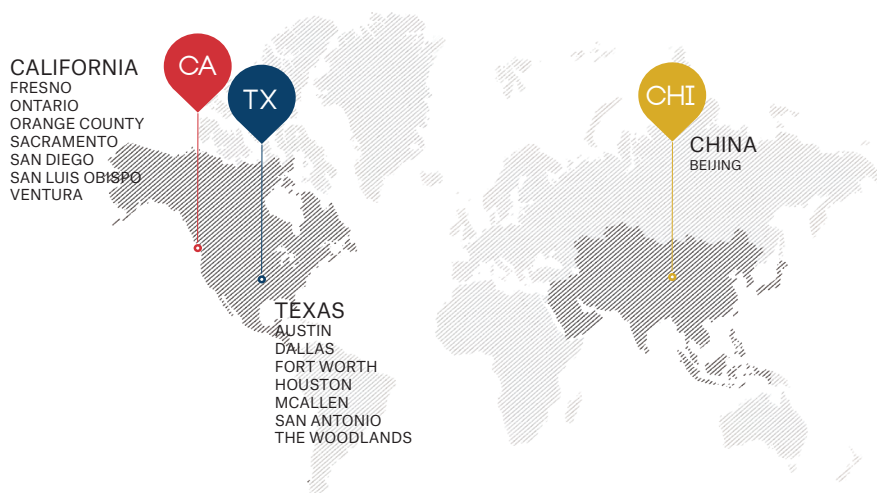 CA
CALIFORNIA
FRESNO
ONTARIO
ORANGE COUNTY
SACRAMENTO
SAN DIEGO
SAN LUIS OBISPO
VENTURA
TX
TEXAS
AUSTIN
DALLAS
FORT WORTH
HOUSTON
MCALLEN
SAN ANTONIO
THE WOODLANDS
CHI
CHINA
BEIJING